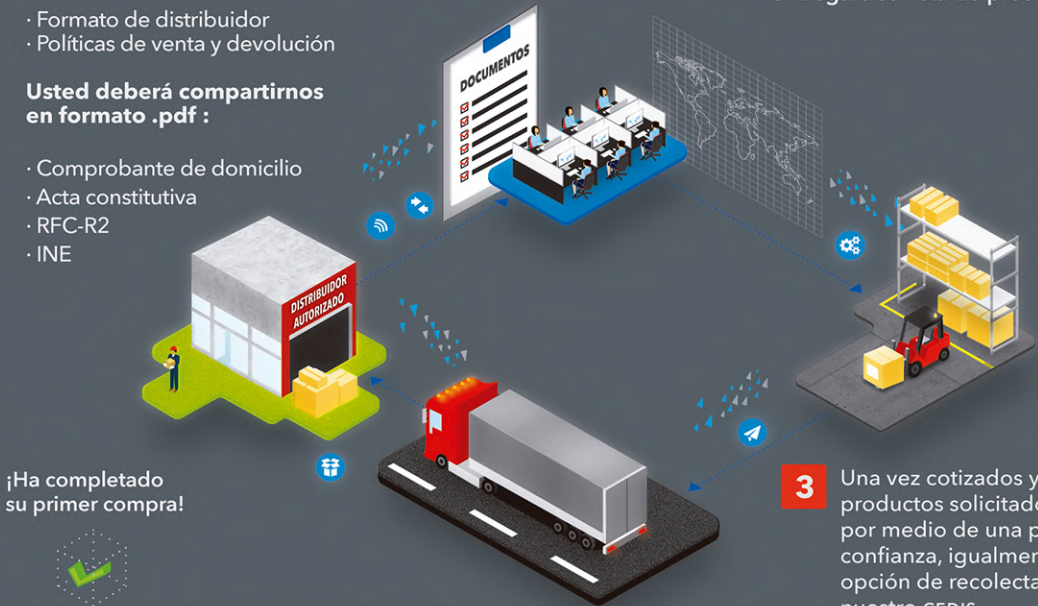 · Formato de distribuidor
· Políticas de venta y devolución
Usted deberá compartirnos
en formato .pdf :
· Comprobante de domicilio
· Acta constitutiva
· RFC-R2
· INE
DOCUMENTOS
DISTRIBUIDOR
AUTORIZADO
¡Ha completado
su primer compra!
3
Una vez cotizados y
productos solicitado
por medio de una p
confianza, igualmen
opción de recolecta
nuestro CEDIS